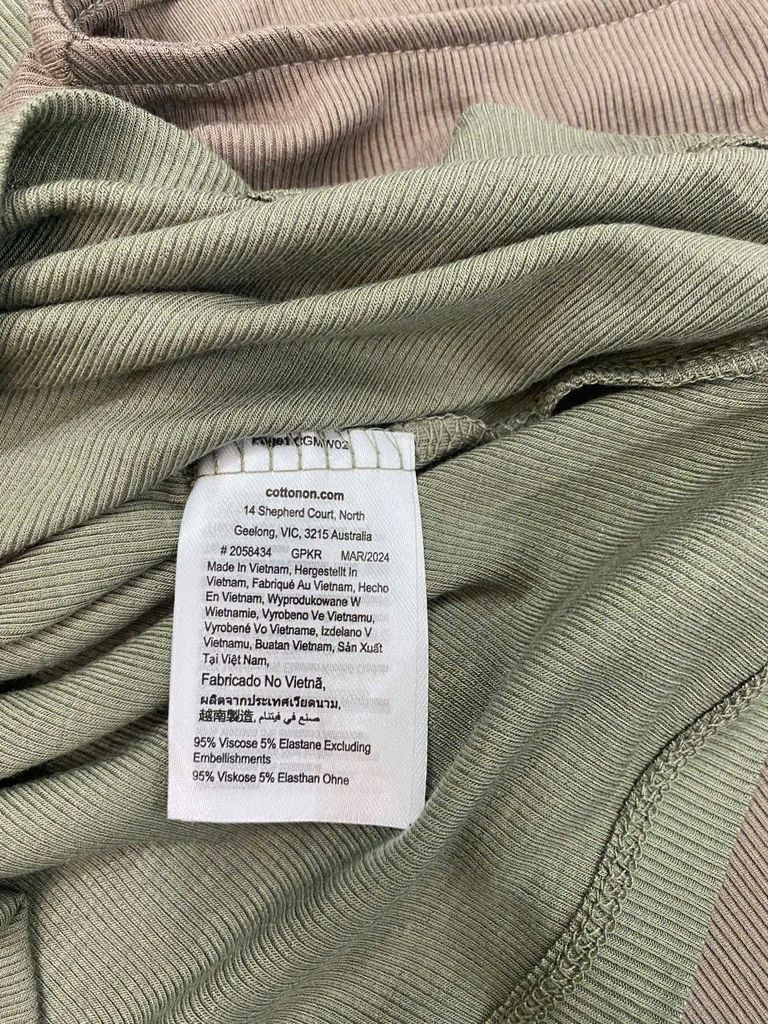 CGMW02
cottonon.com
14 Shepherd Court, North
Geelong, VIC, 3215 Australia
# 2058434 GPKR MAR/2024
Made In Vietnam, Hergestellt In
Vietnam, Fabriqué Au Vietnam, Hecho
En Vietnam, Wyprodukowane W
Wietnamie, Vyrobeno Ve Vietnamu,
Vyrobené Vo Vietname, Izdelano V
Vietnamu, Buatan Vietnam, Sản Xuất
Tại Việt Nam,
Fabricado No Vietnã,
ผลิตจากประเทศเวียดนาม,
越南製造, صنع في فيتنام
95% Viscose 5% Elastane Excluding
Embellishments
95% Viskose 5% Elasthan Ohne